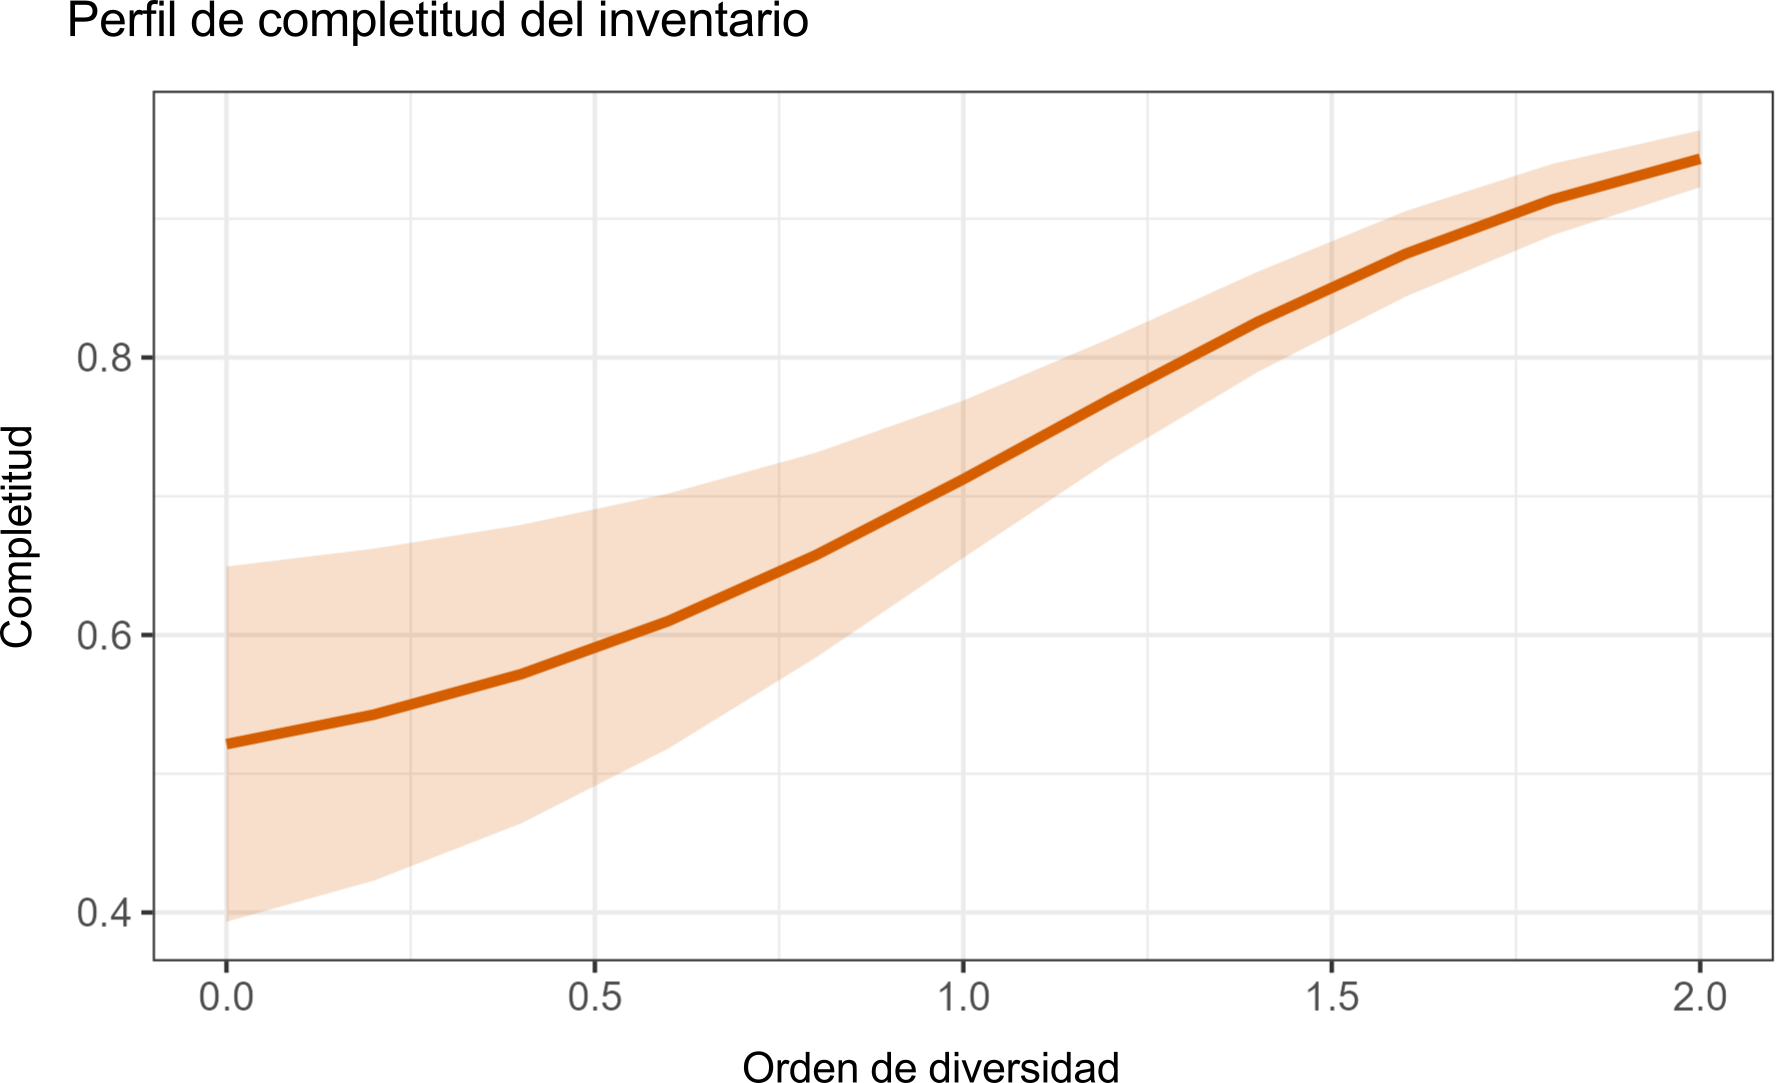 Perfil de completitud del inventario
Completitud
0.8
0.6
0.4
0.0 0.5 1.0 1.5 2.0
Orden de diversidad